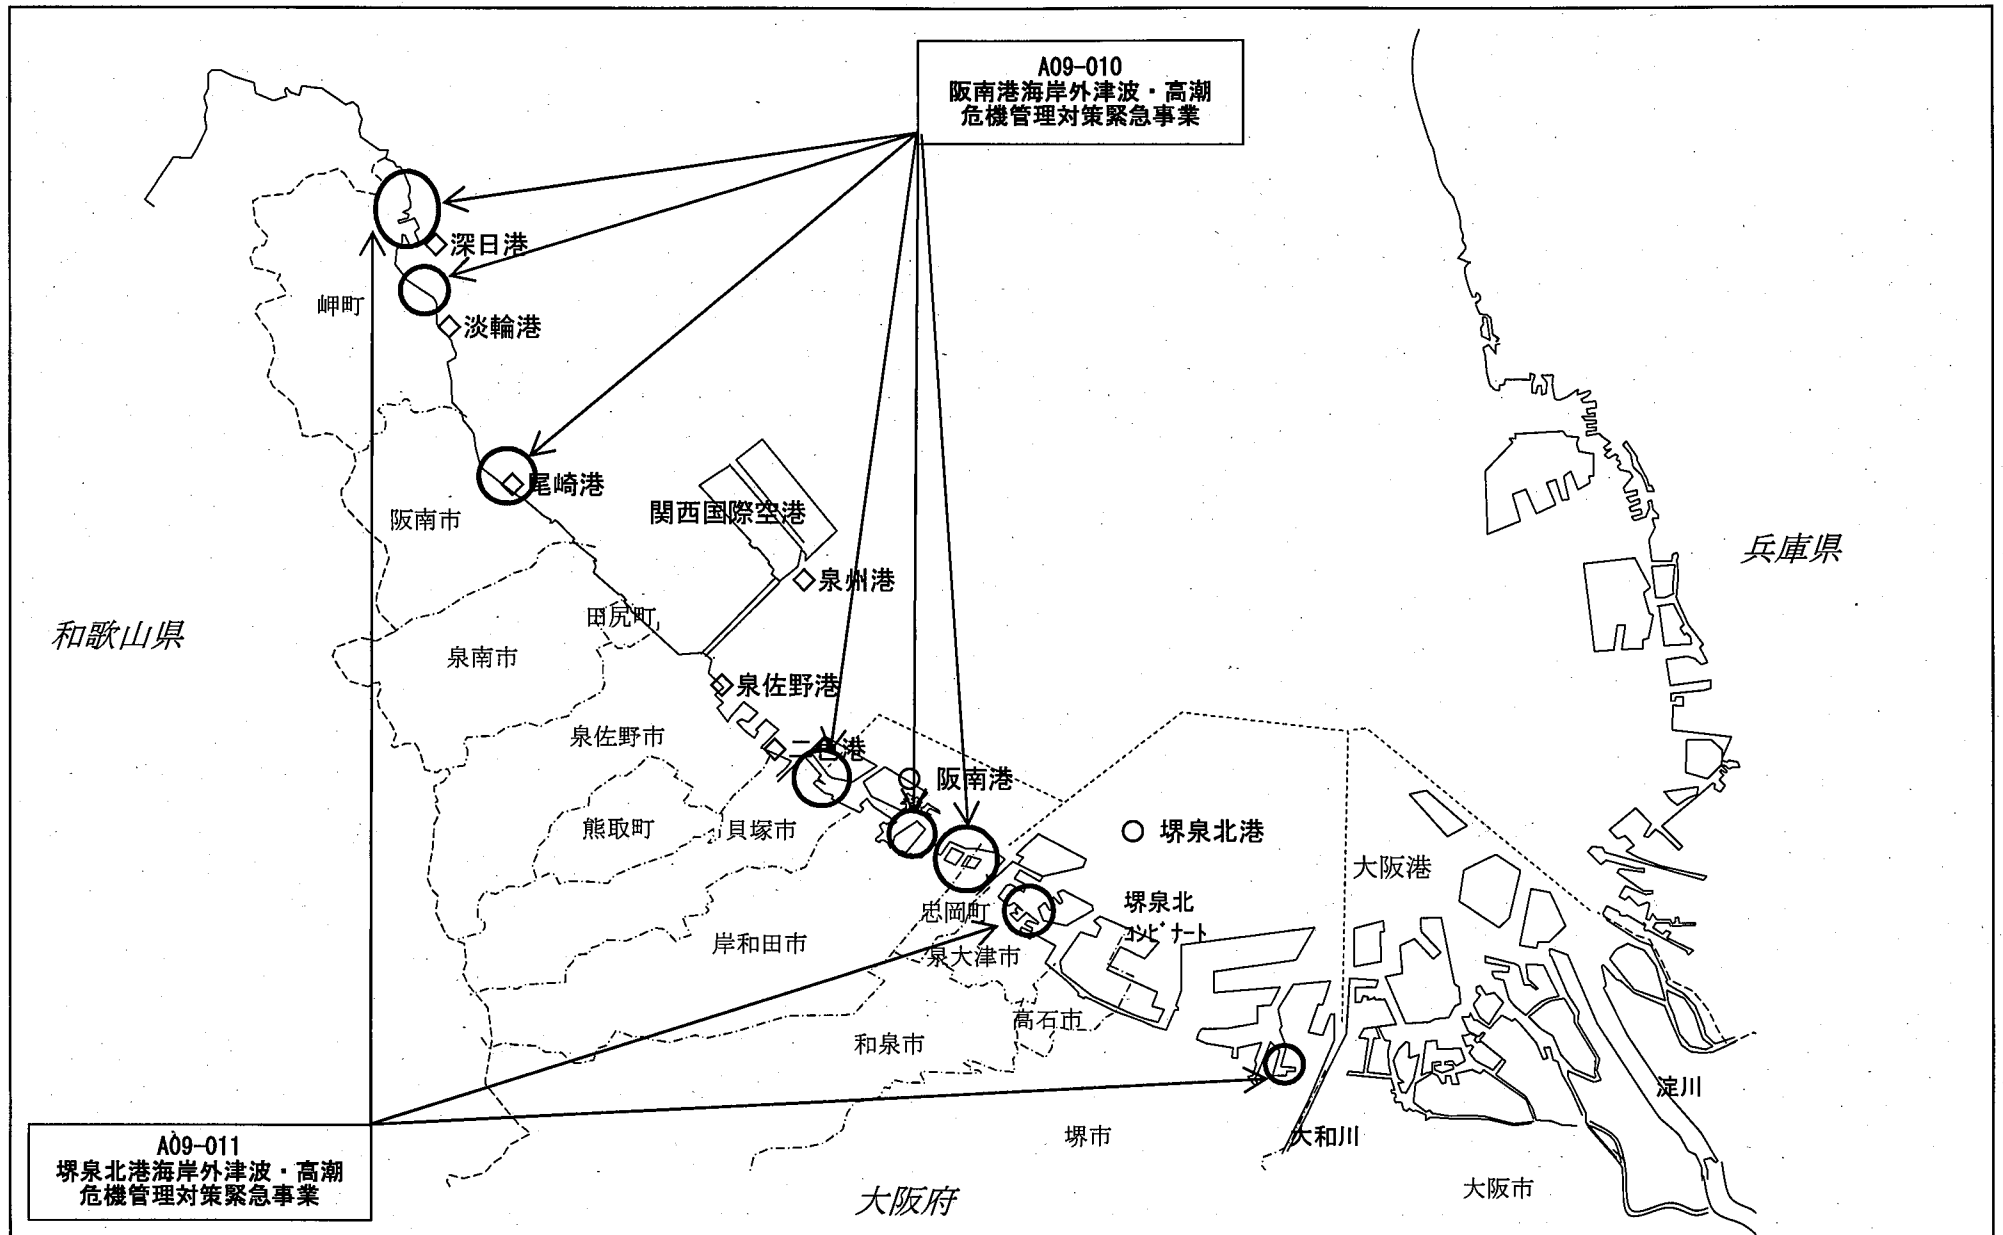 A09-010
阪南港海岸外津波・高潮
危機管理対策緊急事業
深日港
岬町
淡輪港
尾崎港
阪南市
関西国際空港
兵庫県
泉州港
田尻町
和歌山県
泉南市
泉佐野港
泉佐野市
二色港
阪南港
熊取町
貝塚市
堺泉北港
大阪港
忠岡町
堺泉北
ｺﾝﾋﾞﾅｰﾄ
岸和田市
泉大津市
高石市
和泉市
淀川
堺市
大和川
A09-011
堺泉北港海岸外津波・高潮
危機管理対策緊急事業
大阪府
大阪市